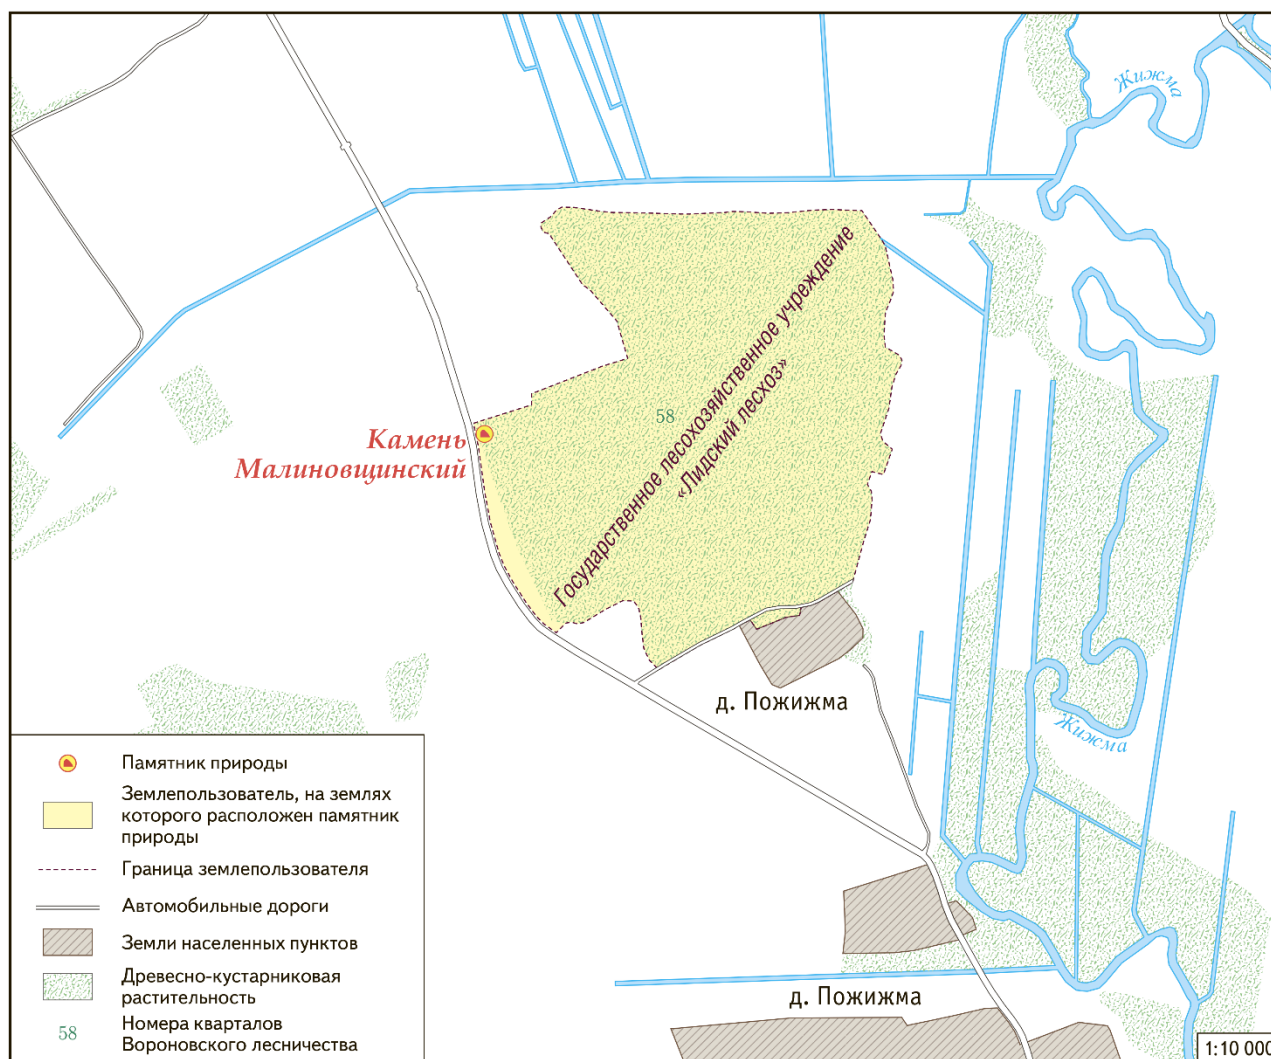 Жижма
Государственное лесохозяйственное учреждение
«Лидский лесхоз»
58
Камень
Малиновщинский
д. Пожижма
Жижма
Памятник природы
Землепользователь, на землях
которого расположен памятник
природы
Граница землепользователя
Автомобильные дороги
Земли населенных пунктов
Древесно-кустарниковая
растительность
58
Номера кварталов
Вороновского лесничества
д. Пожижма
1:10 000